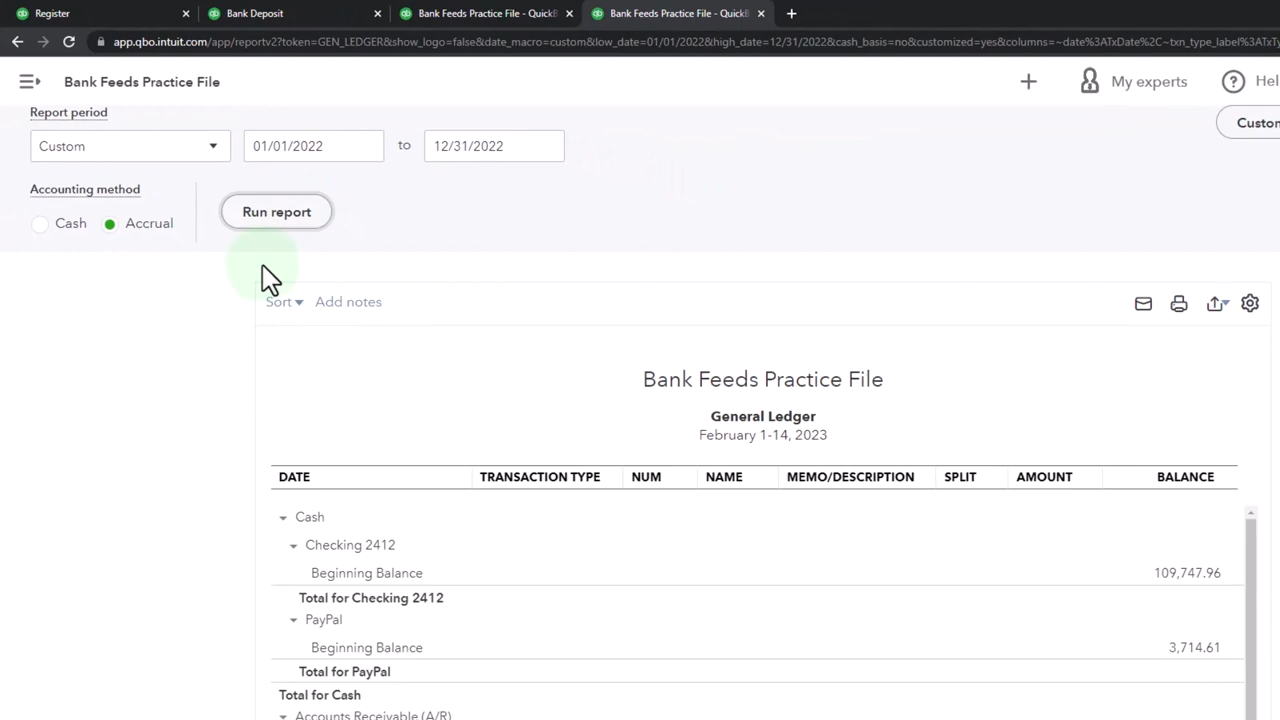 Register
Bank Deposit
Bank Feeds Practice File - QuickB
Bank Feeds Practice File - QuickB
app.qbo.intuit.com/app/reportv2?token=GEN_LEDGER&show_logo=false&date_macro=custom&low_date=01/01/2022&high_date=12/31/2022&cash_basis=no&customized=yes&columns=~date%3ATxDate%2C~txn_type_label%3ATxTy
Bank Feeds Practice File
My experts
Hel
Report period
Custom
01/01/2022
to
12/31/2022
Custom
Accounting method
Cash
Accrual
Run report
Sort
Add notes
Bank Feeds Practice File
General Ledger
February 1-14, 2023
DATE TRANSACTION TYPE NUM NAME MEMO/DESCRIPTION SPLIT AMOUNT BALANCE
Cash
Checking 2412
Beginning Balance 109,747.96
Total for Checking 2412
PayPal
Beginning Balance 3,714.61
Total for PayPal
Total for Cash
Accounts Receivable (A/R)